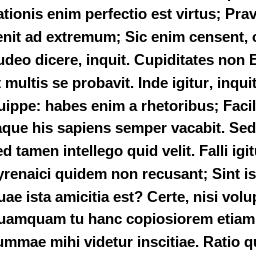 ationis enim perfectio est virtus; Prav
enit ad extremum; Sic enim censent,
udeo dicere, inquit. Cupiditates non E
multis se probavit. Inde igitur, inquit
uippe: habes enim a rhetoribus; Facil
aque his sapiens semper vacabit. Sed
ed tamen intellego quid velit. Falli igit
yrenaici quidem non recusant; Sint is
uae ista amicitia est? Certe, nisi volup
uamquam tu hanc copiosiorem etiam
ummae mihi videtur inscitiae. Ratio qu